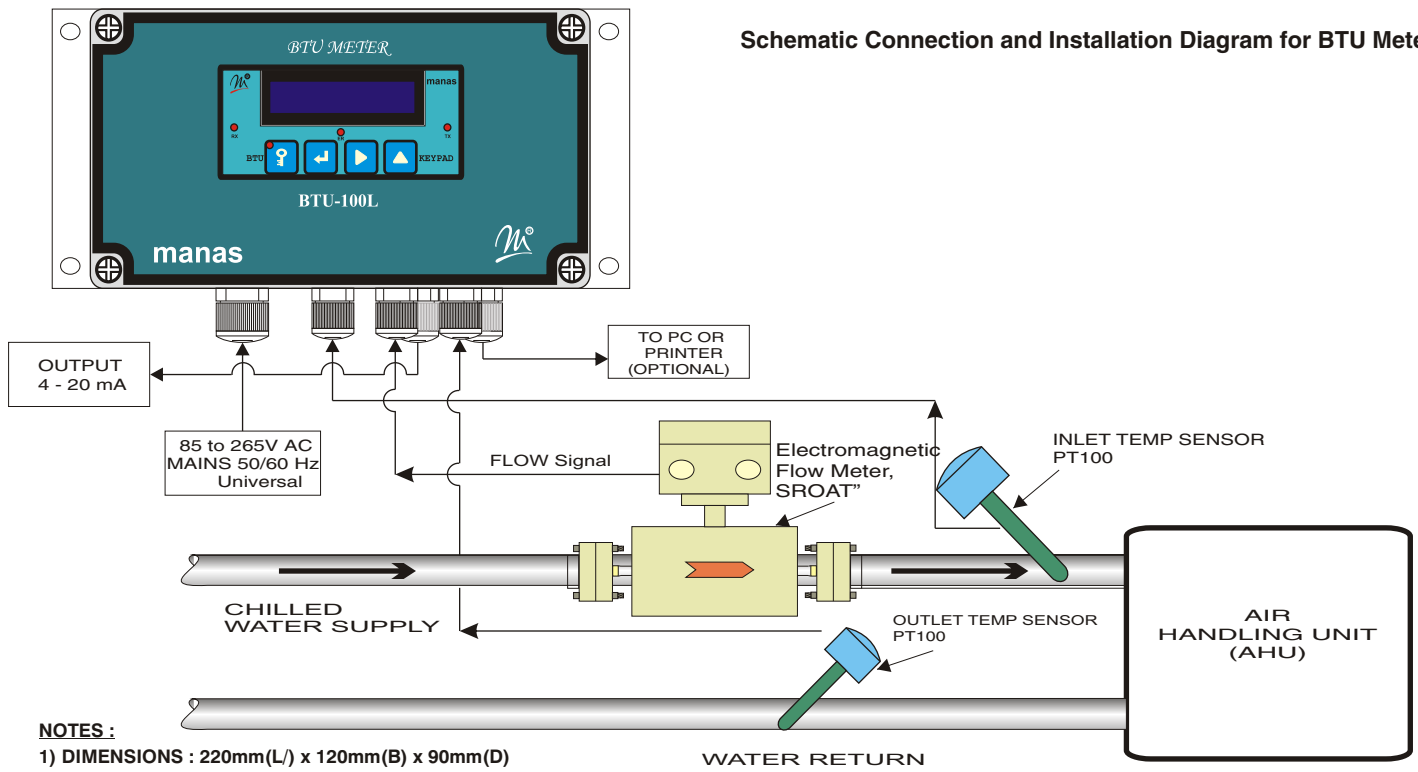 Schematic Connection and Installation Diagram for BTU Mete
BTU METER
manas
RX
TX
BTU
KEYPAD
BTU-100L
manas
OUTPUT
4 - 20 mA
TO PC OR
PRINTER
(OPTIONAL)
85 to 265V AC
MAINS 50/60 Hz
Universal
FLOW Signal
Electromagnetic
Flow Meter,
SROAT”
INLET TEMP SENSOR
PT100
CHILLED
WATER SUPPLY
OUTLET TEMP SENSOR
PT100
AIR
HANDLING UNIT
(AHU)
NOTES :
1) DIMENSIONS : 220mm(L/) x 120mm(B) x 90mm(D)
WATER RETURN